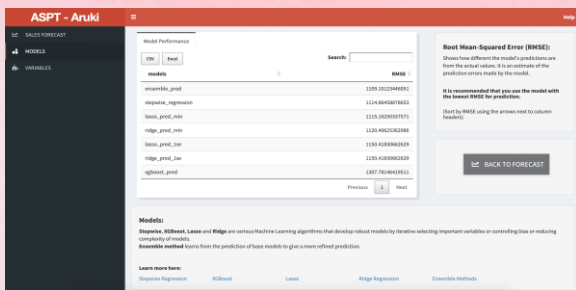 ASPT - Aruki
Help
SALES FORECAST
MODELS
VARIABLES
Model Performance
CSV Excel Search:
models RMSE
ensemble_pred 1109.10123446051
stepwise_regression 1114.86458878653
lasso_pred_min 1115.16250337571
ridge_pred_min 1120.46625362986
lasso_pred_1se 1150.41830662629
ridge_pred_1se 1150.41830662629
xgboost_pred 1307.78146419511
Previous 1 Next
Root Mean-Squared Error (RMSE):
Shows how different the model's predictions are
from the actual values. It is an estimate of the
prediction errors made by the model.
It is recommended that you use the model with
the lowest RMSE for prediction.
(Sort by RMSE using the arrows next to column
headers)
BACK TO FORECAST
Models:
Stepwise, XGBoost, Lasso and Ridge are various Machine Learning algorithms that develop robust models by iterative selecting important variables or controlling bias or reducing
complexity of models.
Ensemble method learns from the prediction of base models to give a more refined prediction.
Learn more here:
Stepwise Regression XGBoost Lasso Ridge Regression Ensemble Methods